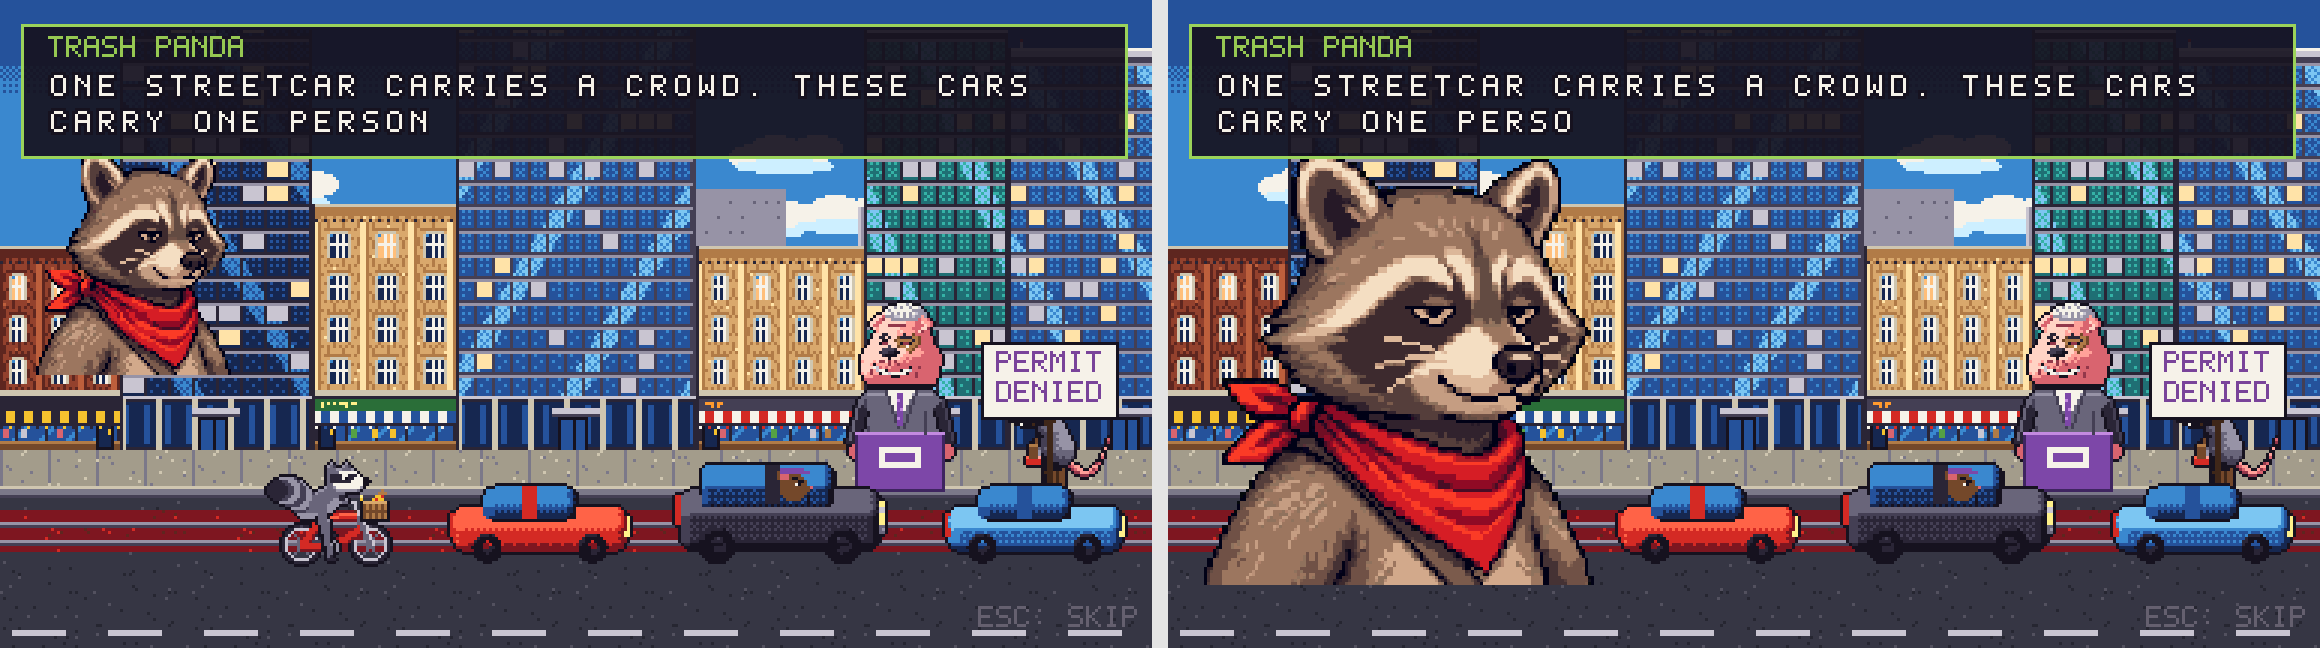 TRASH PANDA
ONE STREETCAR CARRIES A CROWD. THESE CARS
CARRY ONE PERSON
PERMIT
DENIED
ESC: SKIP
TRASH PANDA
ONE STREETCAR CARRIES A CROWD. THESE CARS
CARRY ONE PERSO
PERMIT
DENIED
ESC: SKIP